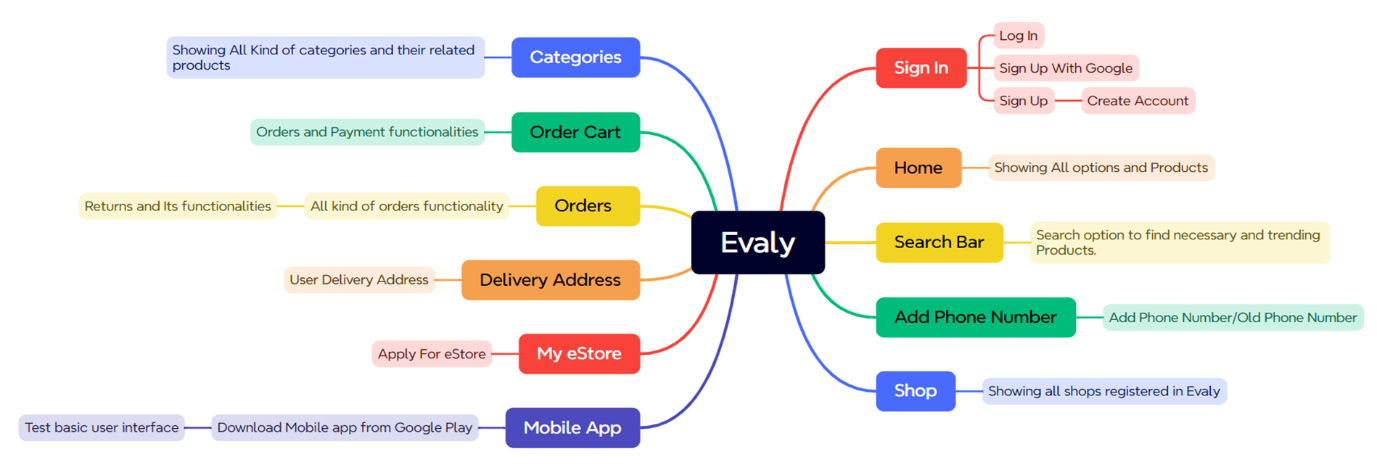 Evaly
Categories
Showing All Kind of categories and their related
products
Order Cart
Orders and Payment functionalities
Orders
All kind of orders functionality
Returns and Its functionalities
Delivery Address
User Delivery Address
My eStore
Apply For eStore
Mobile App
Download Mobile app from Google Play
Test basic user interface
Sign In
Log In
Sign Up With Google
Sign Up
Create Account
Home
Showing All options and Products
Search Bar
Search option to find necessary and trending
Products.
Add Phone Number
Add Phone Number/Old Phone Number
Shop
Showing all shops registered in Evaly